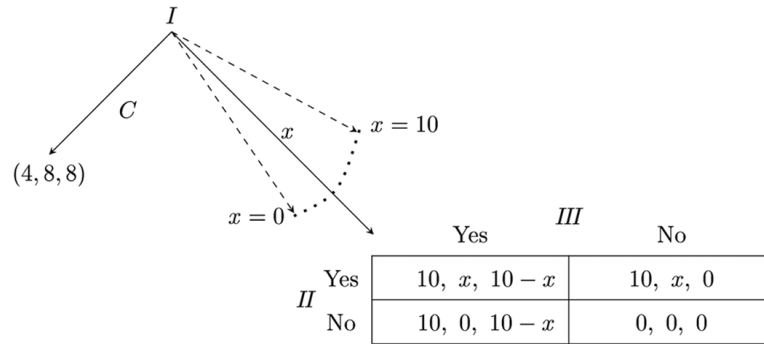 I
C
x
x = 10
(4, 8, 8)
x = 0
III
Yes No
II
Yes 10, x, 10 − x 10, x, 0
No 10, 0, 10 − x 0, 0, 0